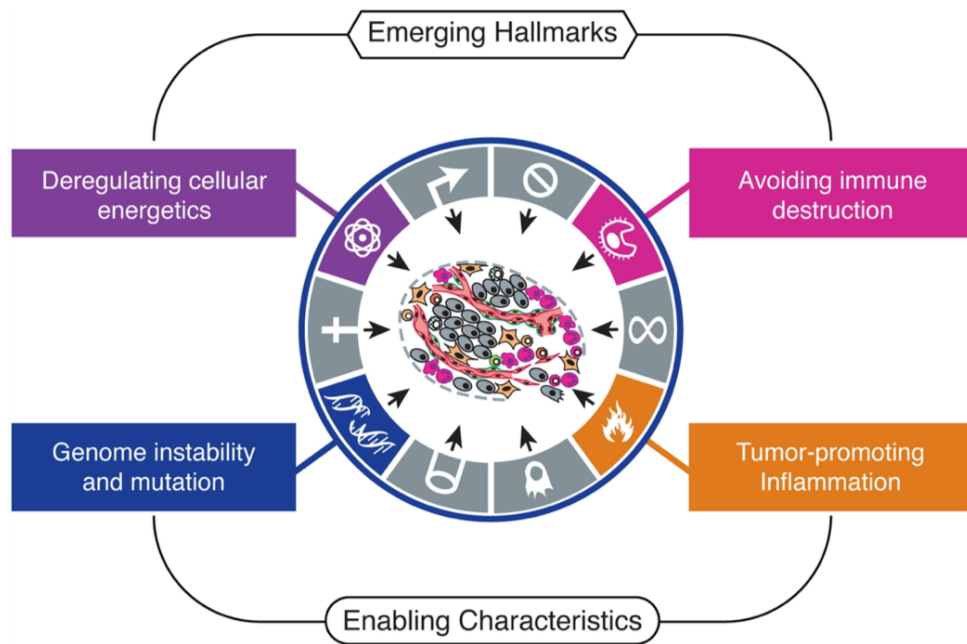 Emerging Hallmarks
Deregulating cellular
energetics
Avoiding immune
destruction
Genome instability
and mutation
Tumor-promoting
Inflammation
Enabling Characteristics